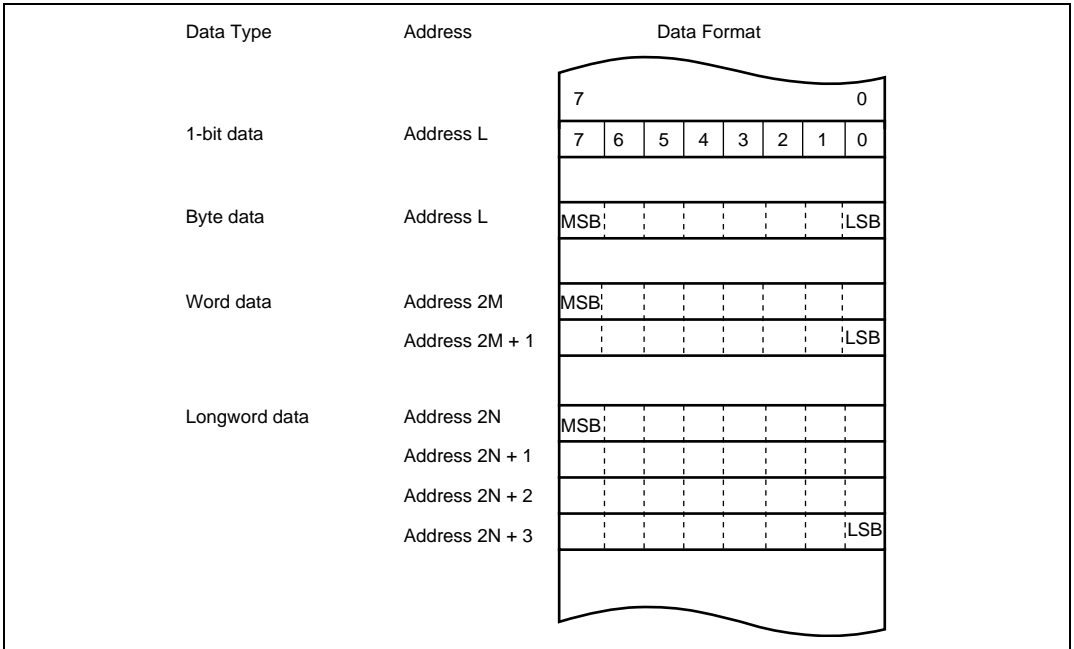 Data Type Address Data Format
7 0
1-bit data Address L 7 6 5 4 3 2 1 0
Byte data Address L MSB LSB
Word data Address 2M MSB
Address 2M + 1 LSB
Longword data Address 2N MSB
Address 2N + 1
Address 2N + 2
Address 2N + 3 LSB